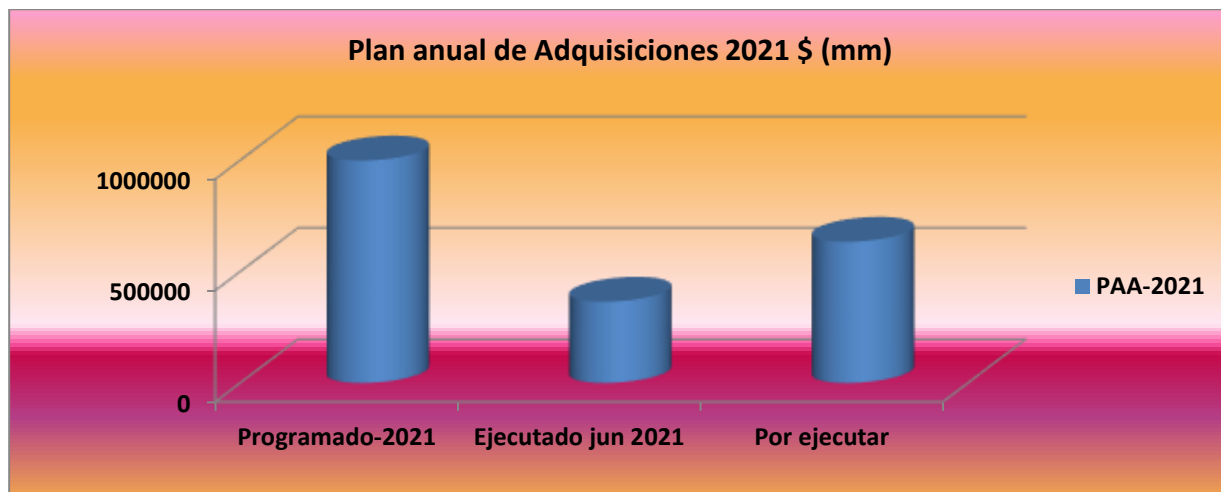 Plan anual de Adquisiciones 2021 $ (mm)
1000000
500000
0
Programado-2021 Ejecutado jun 2021 Por ejecutar
PAA-2021